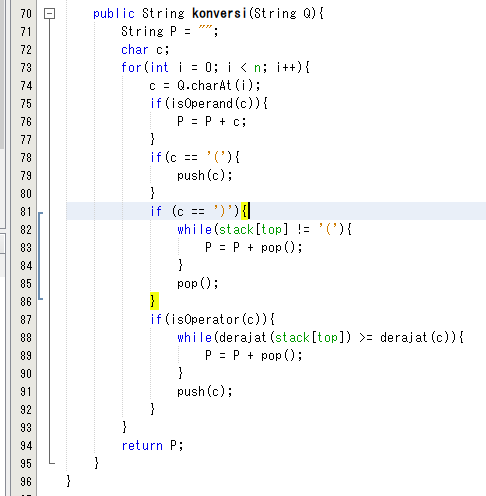 70 public String konversi(String Q){
71 String P = "";
72 char c;
73 for(int i = 0; i < n; i++){
74 c = Q.charAt(i);
75 if(isOperand(c)){
76 P = P + c;
77 }
78 if(c == '('){
79 push(c);
80 }
81 if (c == ')'){
82 while(stack[top] != '('){
83 P = P + pop();
84 }
85 pop();
86 }
87 if(isOperator(c)){
88 while(derajat(stack[top]) >= derajat(c)){
89 P = P + pop();
90 }
91 push(c);
92 }
93 }
94 return P;
95 }
96 }